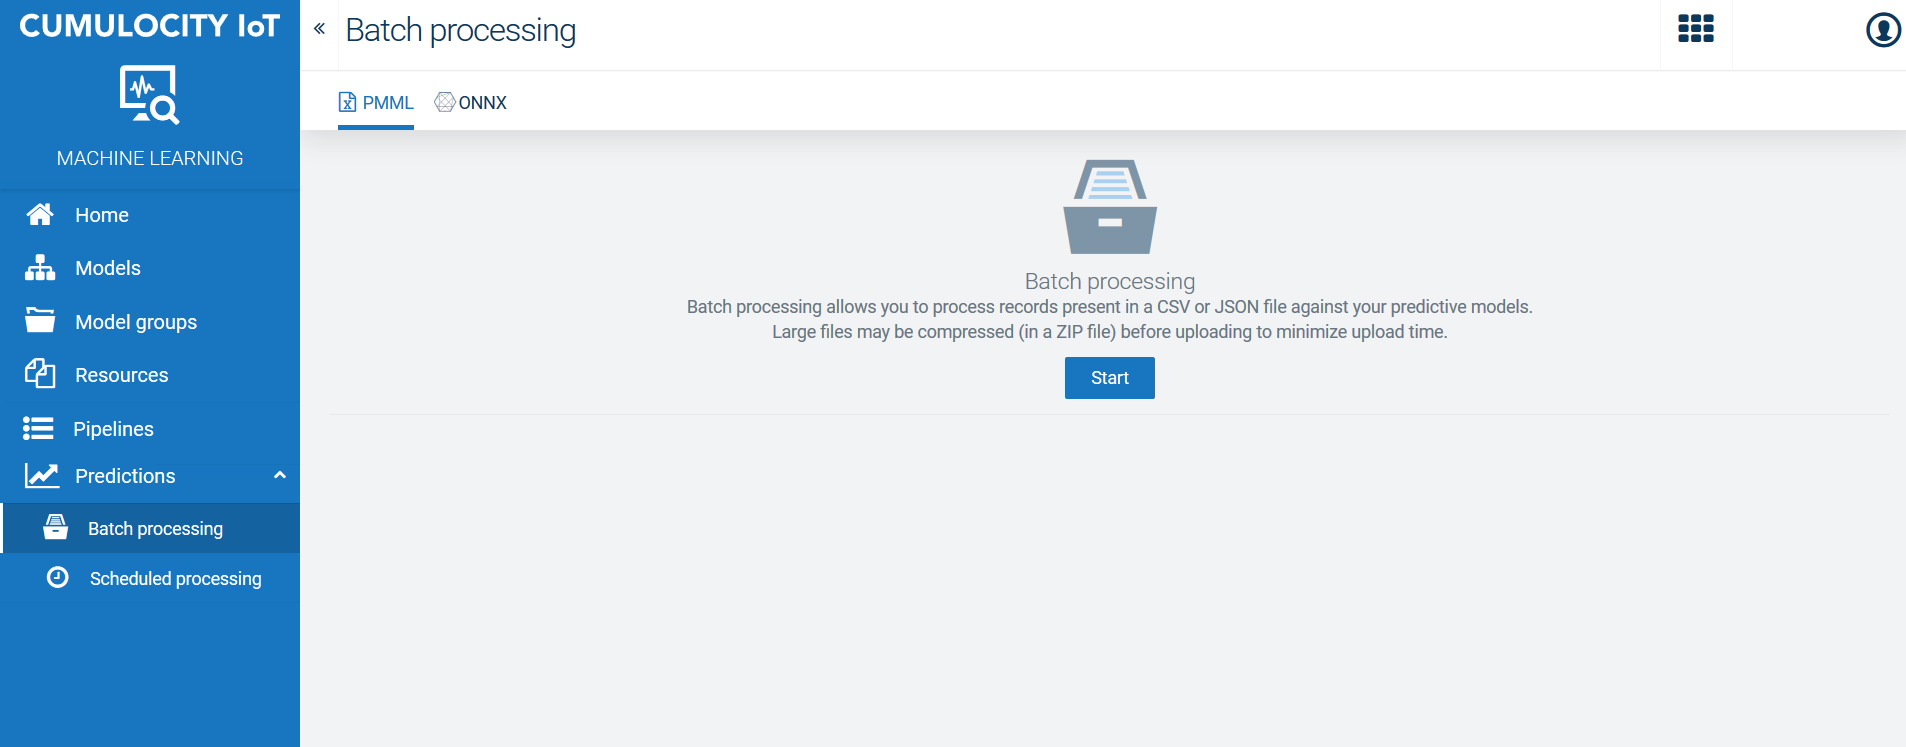 CUMULOCITY IoT
MACHINE LEARNING
Home
Models
Model groups
Resources
Pipelines
Predictions
Batch processing
Scheduled processing
Batch processing
PMML
ONNX
Batch processing
Batch processing allows you to process records present in a CSV or JSON file against your predictive models.
Large files may be compressed (in a ZIP file) before uploading to minimize upload time.
Start